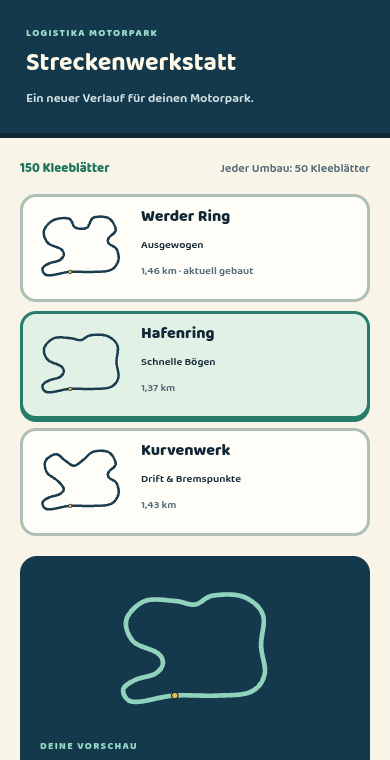 LOGISTIKA MOTORPARK
Streckenwerkstatt
Ein neuer Verlauf für deinen Motorpark.
150 Kleeblätter
Jeder Umbau: 50 Kleeblätter
Werder Ring
Ausgewogen
1,46 km · aktuell gebaut
Hafenring
Schnelle Bögen
1,37 km
Kurvenwerk
Drift & Bremspunkte
1,43 km
DEINE VORSCHAU